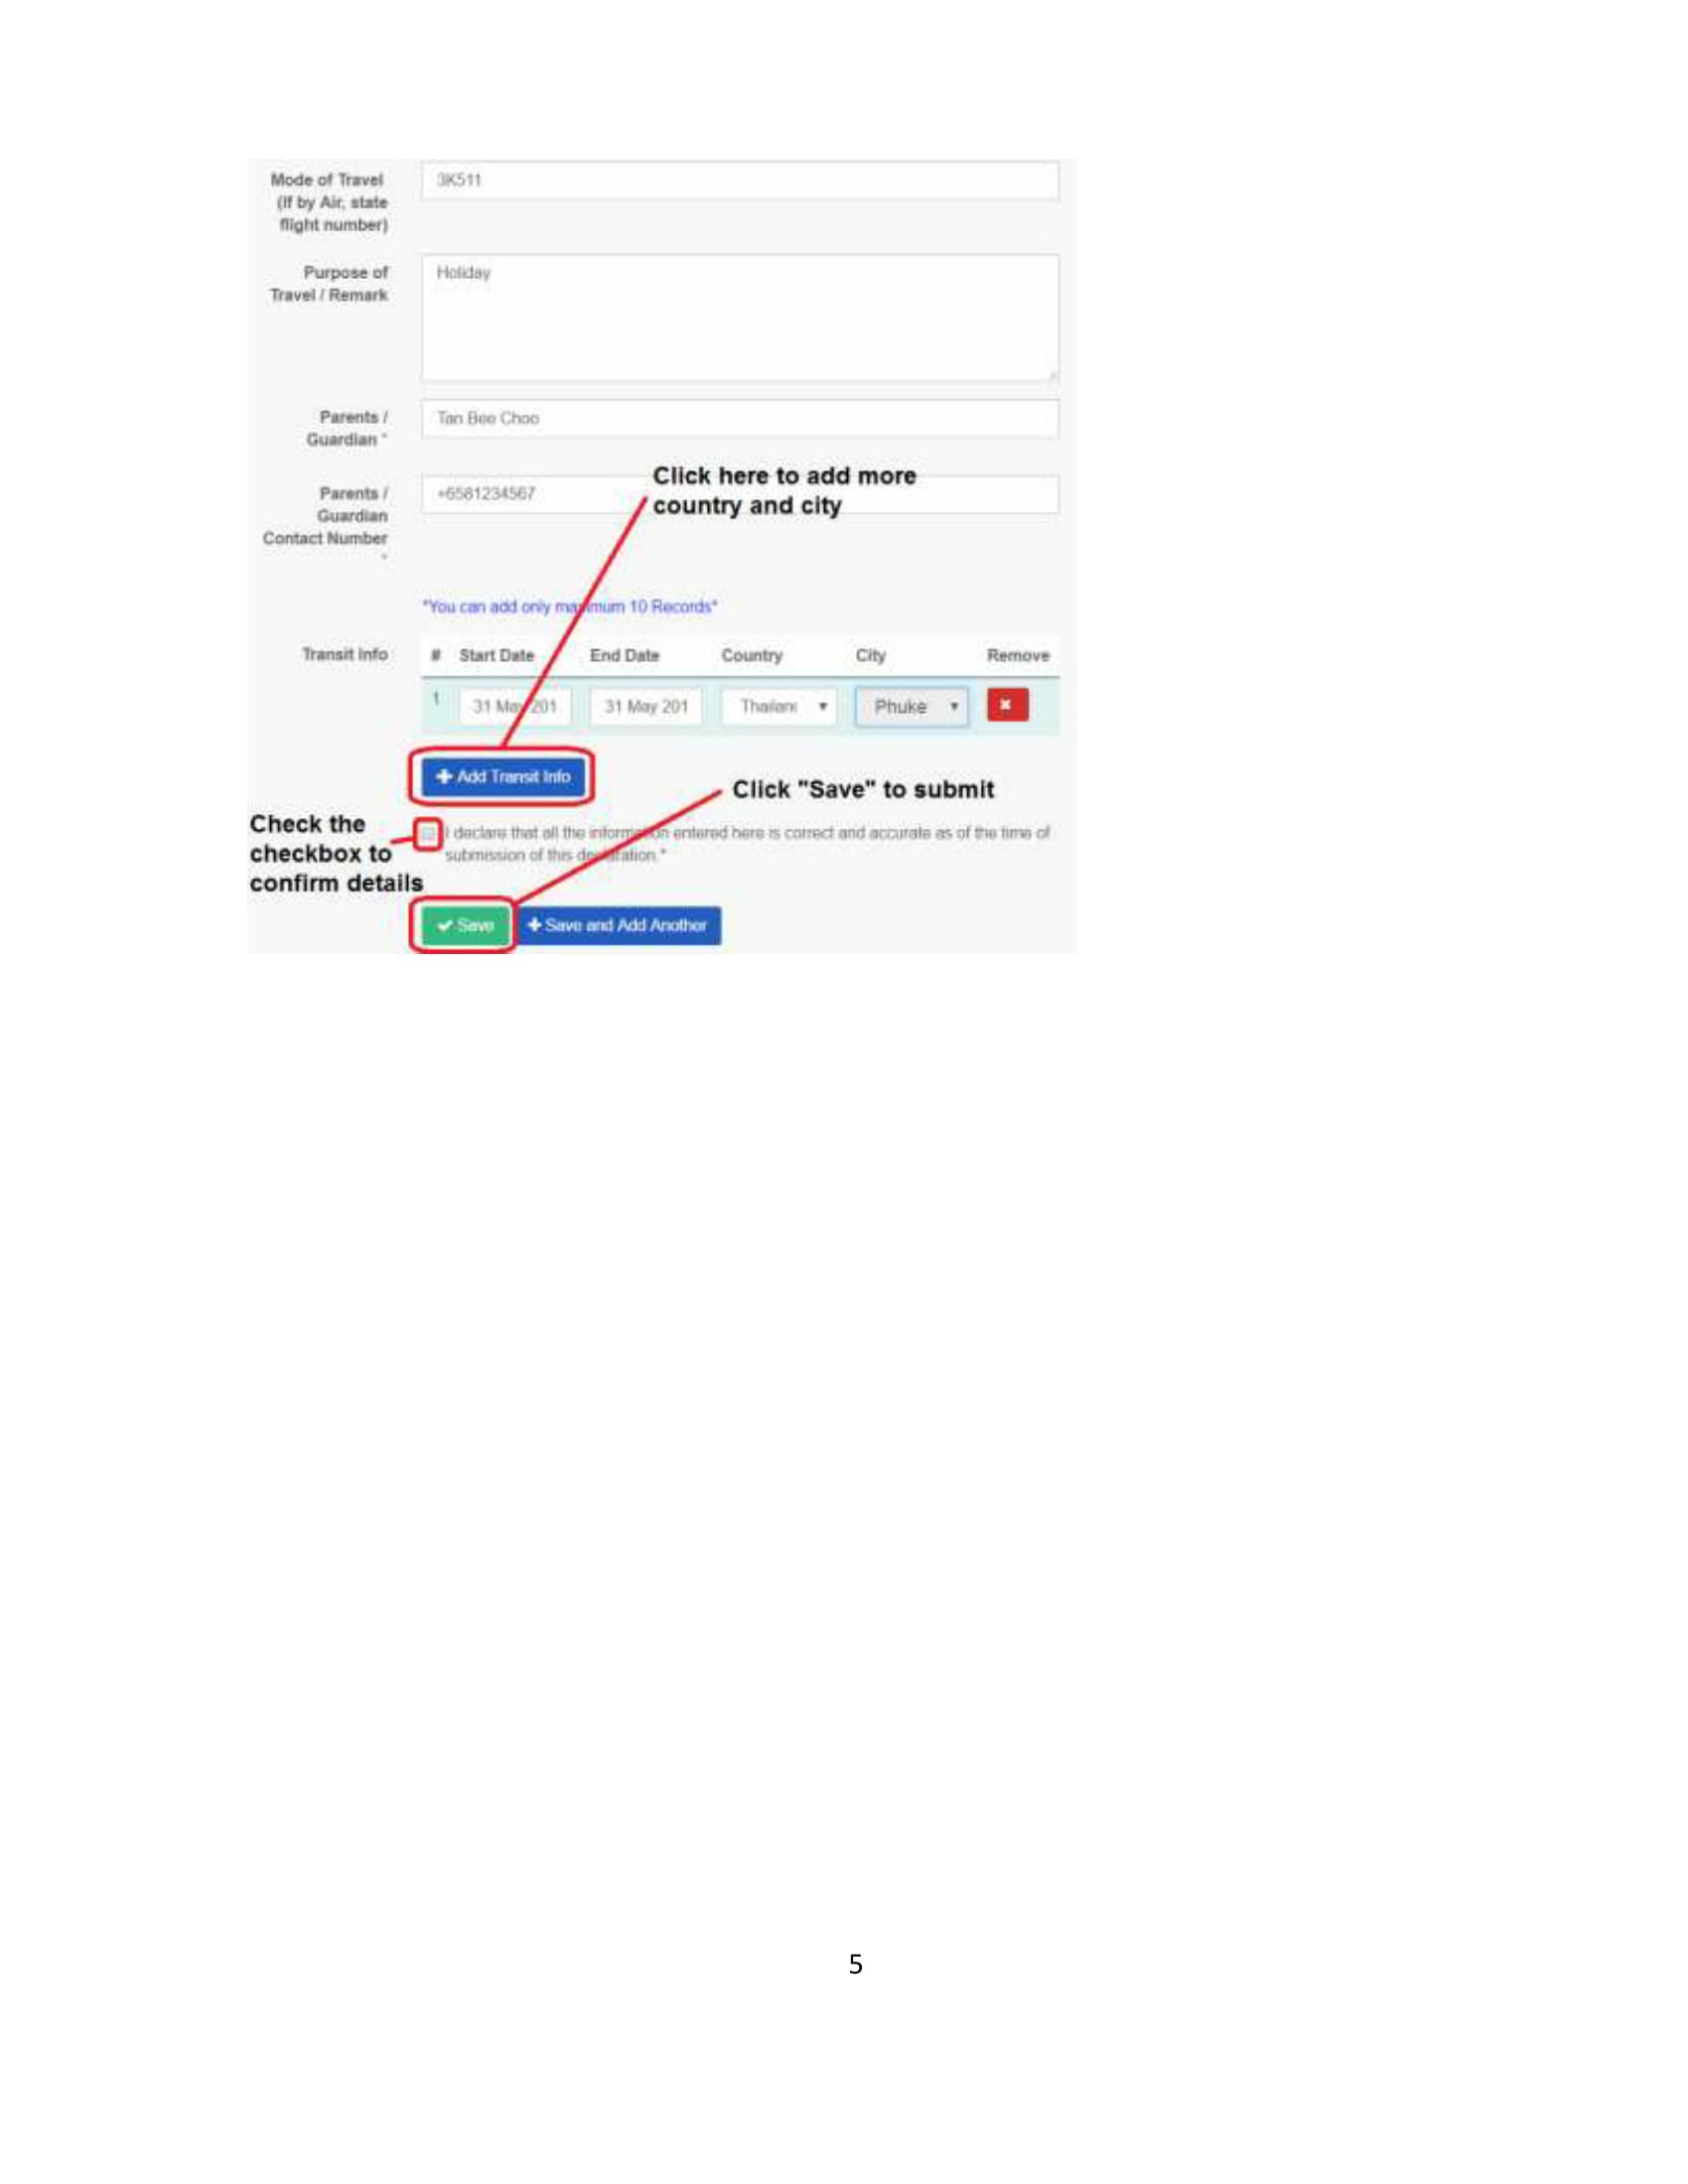 Mode of Travel
(If by Air, state
flight number)
3K511
Purpose of
Travel / Remark
Holiday
Parents /
Guardian *
Tan Bee Choo
Click here to add more
country and city
Parents /
Guardian
Contact Number
*
+6581234567
*You can add only maximum 10 Records*
Transit Info
# Start Date End Date Country City Remove
1 31 May 201 31 May 201 Thailand Phuke
+ Add Transit Info
Click "Save" to submit
Check the
checkbox to
confirm details
I declare that all the information entered here is correct and accurate as of the time of
submission of this declaration.*
Save
+ Save and Add Another
5